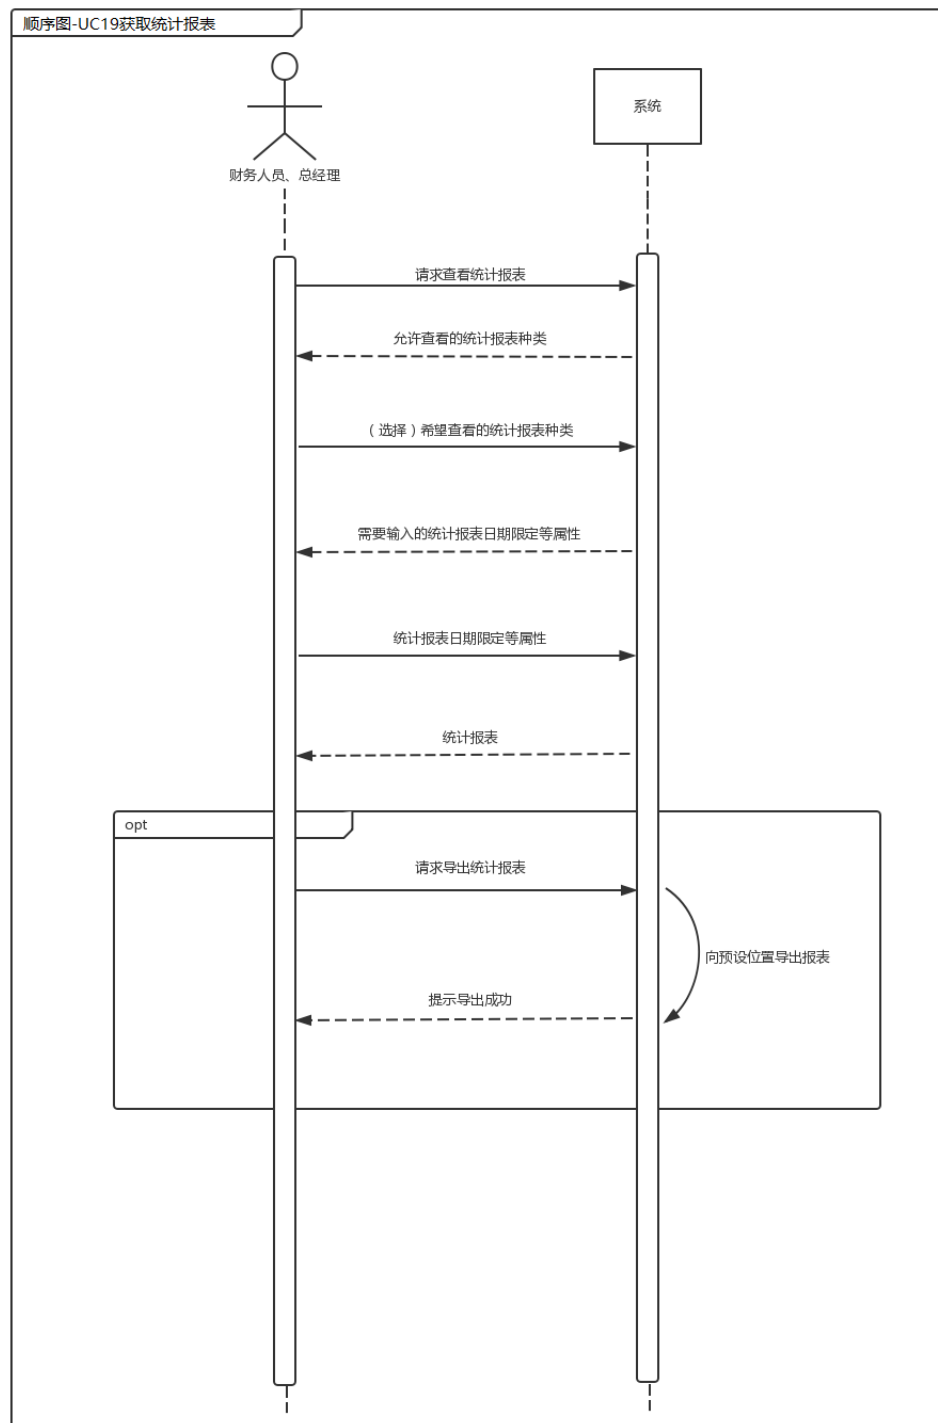 顺序图-UC19获取统计报表
系统
财务人员、总经理
请求查看统计报表
允许查看的统计报表种类
（选择）希望查看的统计报表种类
需要输入的统计报表日期限定等属性
统计报表日期限定等属性
统计报表
opt
请求导出统计报表
向预设位置导出报表
提示导出成功